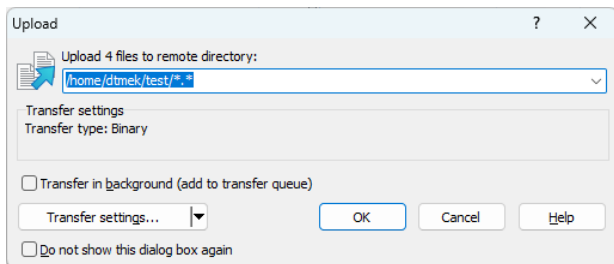 Upload
?
Upload 4 files to remote directory:
/home/dtmek/test/*.*
Transfer settings
Transfer type: Binary
Transfer in background (add to transfer queue)
Transfer settings... OK Cancel Help
Do not show this dialog box again